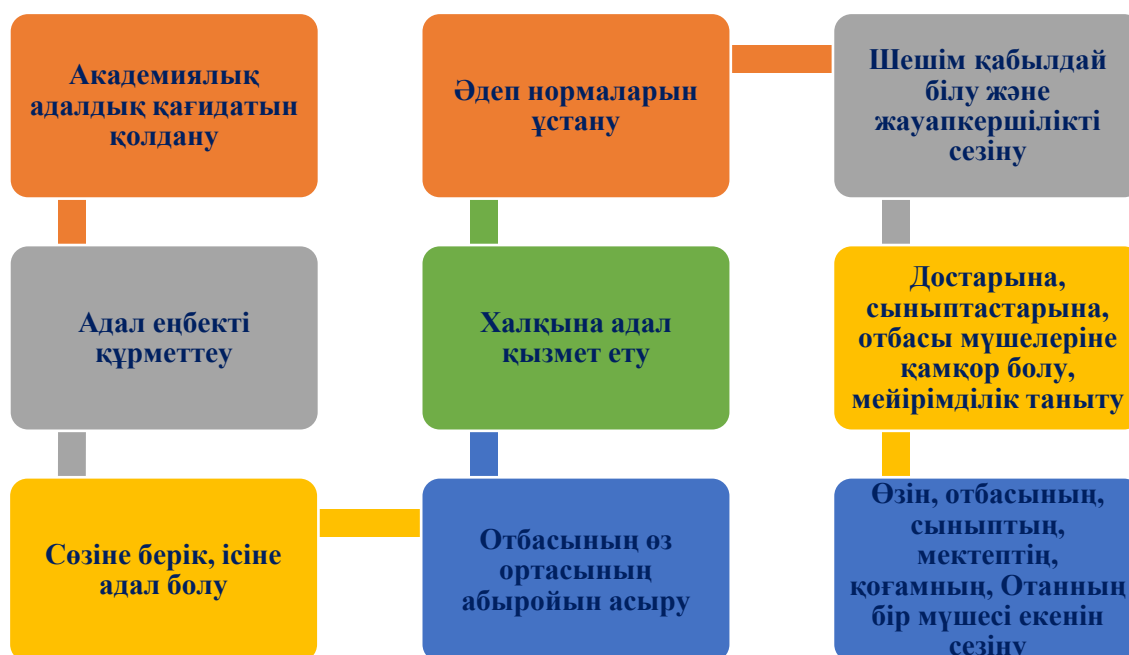 Академиялық
адалдық қағидатын
қолдану
Адал еңбекті
құрметтеу
Сөзіне берік, ісіне
адал болу
Отбасының өз
ортасының
абыройын асыру
Халқына адал
қызмет ету
Әдеп нормаларын
ұстану
Шешім қабылдай
білу және
жауапкершілікті
сезіну
Достарына,
сыныптастарына,
отбасы мүшелеріне
қамқор болу,
мейірімділік таныту
Өзін, отбасының,
сыныптың,
мектептің,
қоғамның, Отанның
бір мүшесі екенін
сезіну